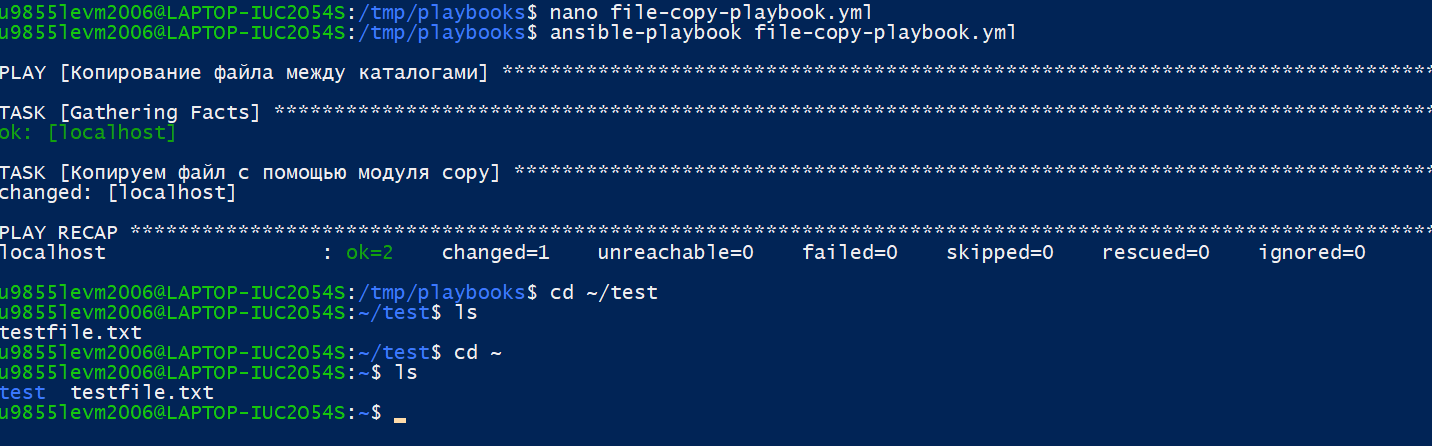 u9855levm2006@LAPTOP-IUC2O54S:/tmp/playbooks$ nano file-copy-playbook.yml
u9855levm2006@LAPTOP-IUC2O54S:/tmp/playbooks$ ansible-playbook file-copy-playbook.yml
PLAY [Копирование файла между каталогами] ******************************************************************************
TASK [Gathering Facts] *************************************************************************************************
ok: [localhost]
TASK [Копируем файл с помощью модуля copy] *****************************************************************************
changed: [localhost]
PLAY RECAP *************************************************************************************************************
localhost                  : ok=2    changed=1    unreachable=0    failed=0    skipped=0    rescued=0    ignored=0
u9855levm2006@LAPTOP-IUC2O54S:/tmp/playbooks$ cd ~/test
u9855levm2006@LAPTOP-IUC2O54S:~/test$ ls
testfile.txt
u9855levm2006@LAPTOP-IUC2O54S:~/test$ cd ~
u9855levm2006@LAPTOP-IUC2O54S:~$ ls
test  testfile.txt
u9855levm2006@LAPTOP-IUC2O54S:~$